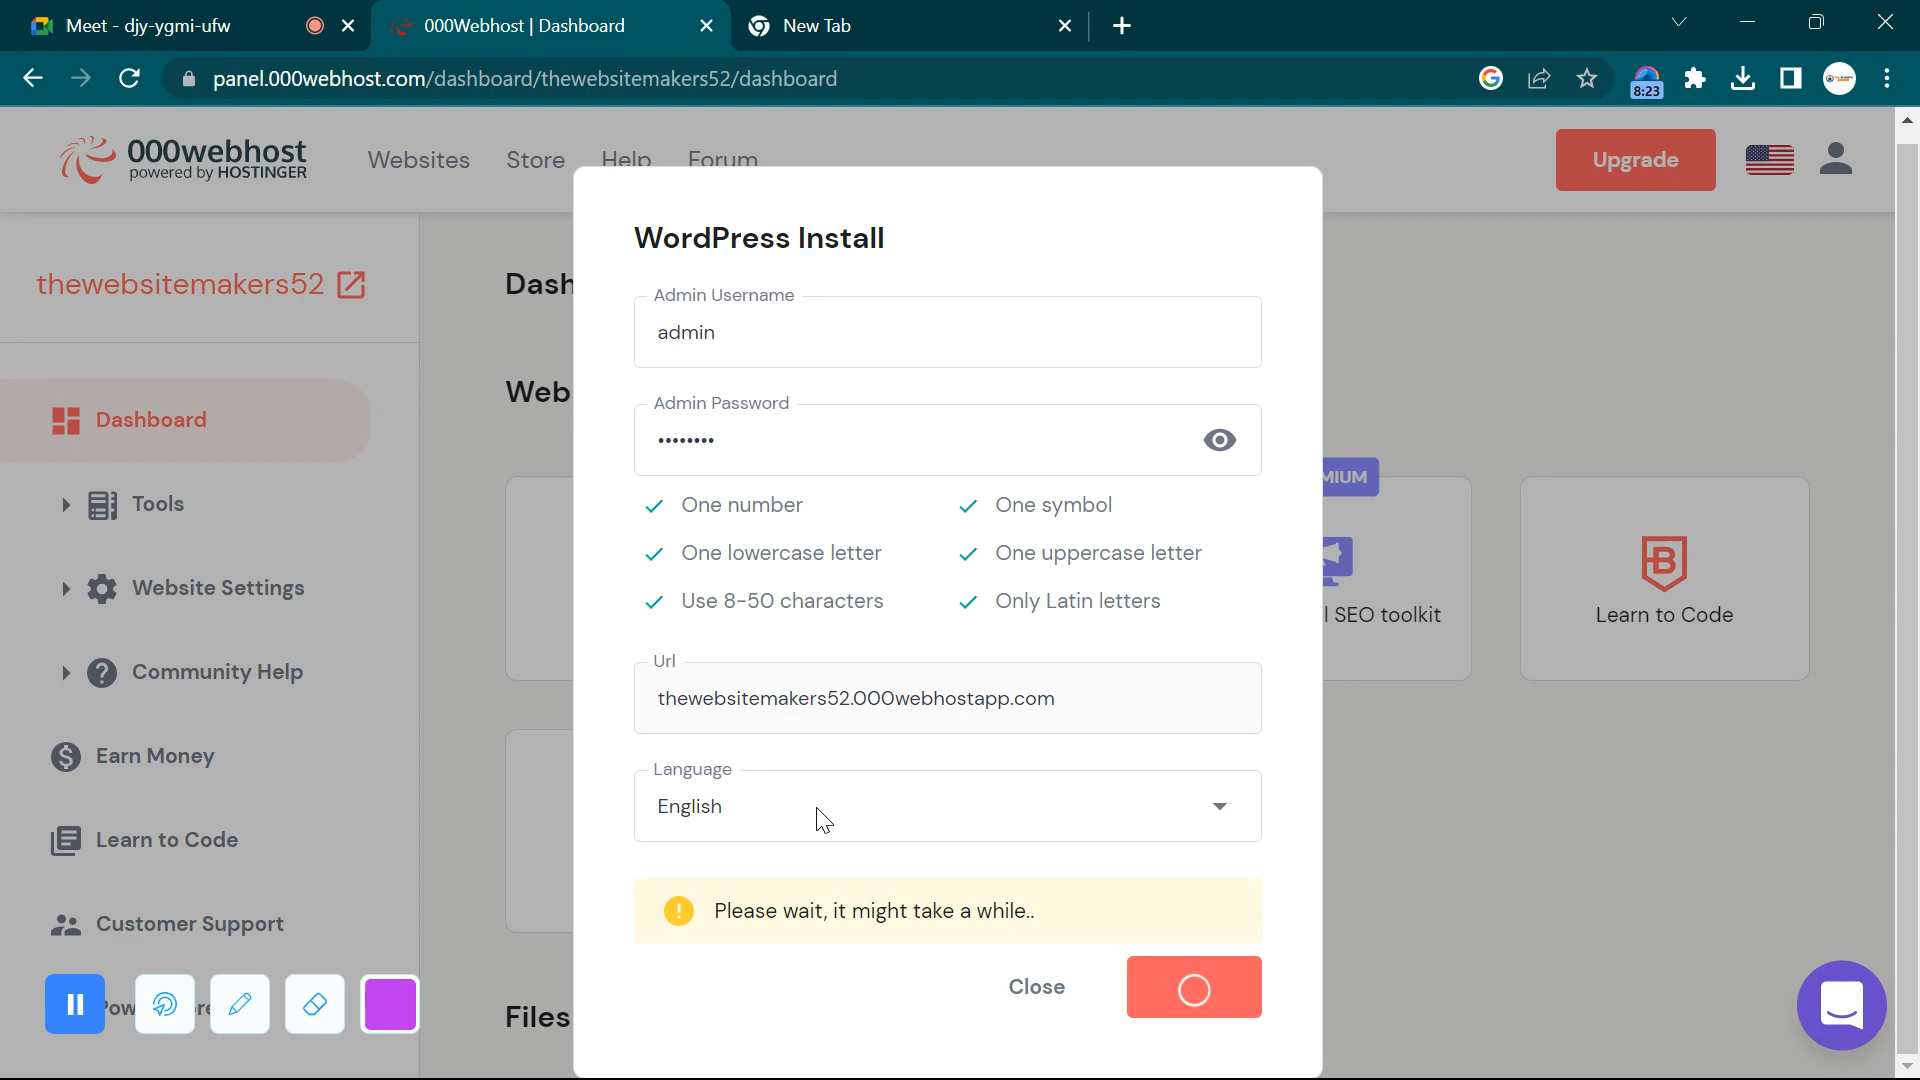 Meet - djy-ygmi-ufw
000Webhost | Dashboard
New Tab
panel.000webhost.com/dashboard/thewebsitemakers52/dashboard
8:23
000webhost
powered by HOSTINGER
Websites
Store
Help
Forum
Upgrade
thewebsitemakers52
Dashboard
Tools
Website Settings
Community Help
Earn Money
Learn to Code
Customer Support
Dash
Web
Files
WordPress Install
Admin Username
admin
Admin Password
••••••••
One number
One symbol
One lowercase letter
One uppercase letter
Use 8-50 characters
Only Latin letters
Url
thewebsitemakers52.000webhostapp.com
Language
English
Please wait, it might take a while..
Close
MIUM
l SEO toolkit
Learn to Code